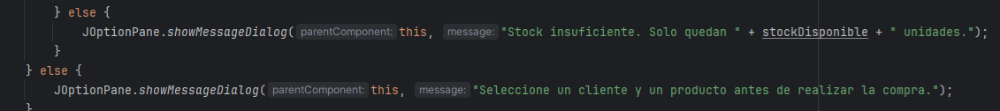 } else {
JOptionPane.showMessageDialog( parentComponent: this, message: "Stock insuficiente. Solo quedan " + stockDisponible + " unidades.");
}
} else {
JOptionPane.showMessageDialog( parentComponent: this, message: "Seleccione un cliente y un producto antes de realizar la compra.");
}